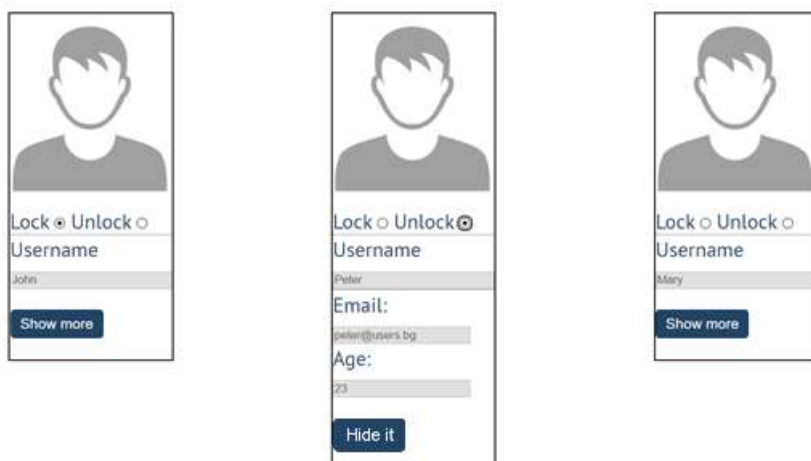 Lock Unlock
Username
John
Show more
Lock Unlock
Username
Peter
Email:
peter@users.bg
Age:
23
Hide it
Lock Unlock
Username
Mary
Show more